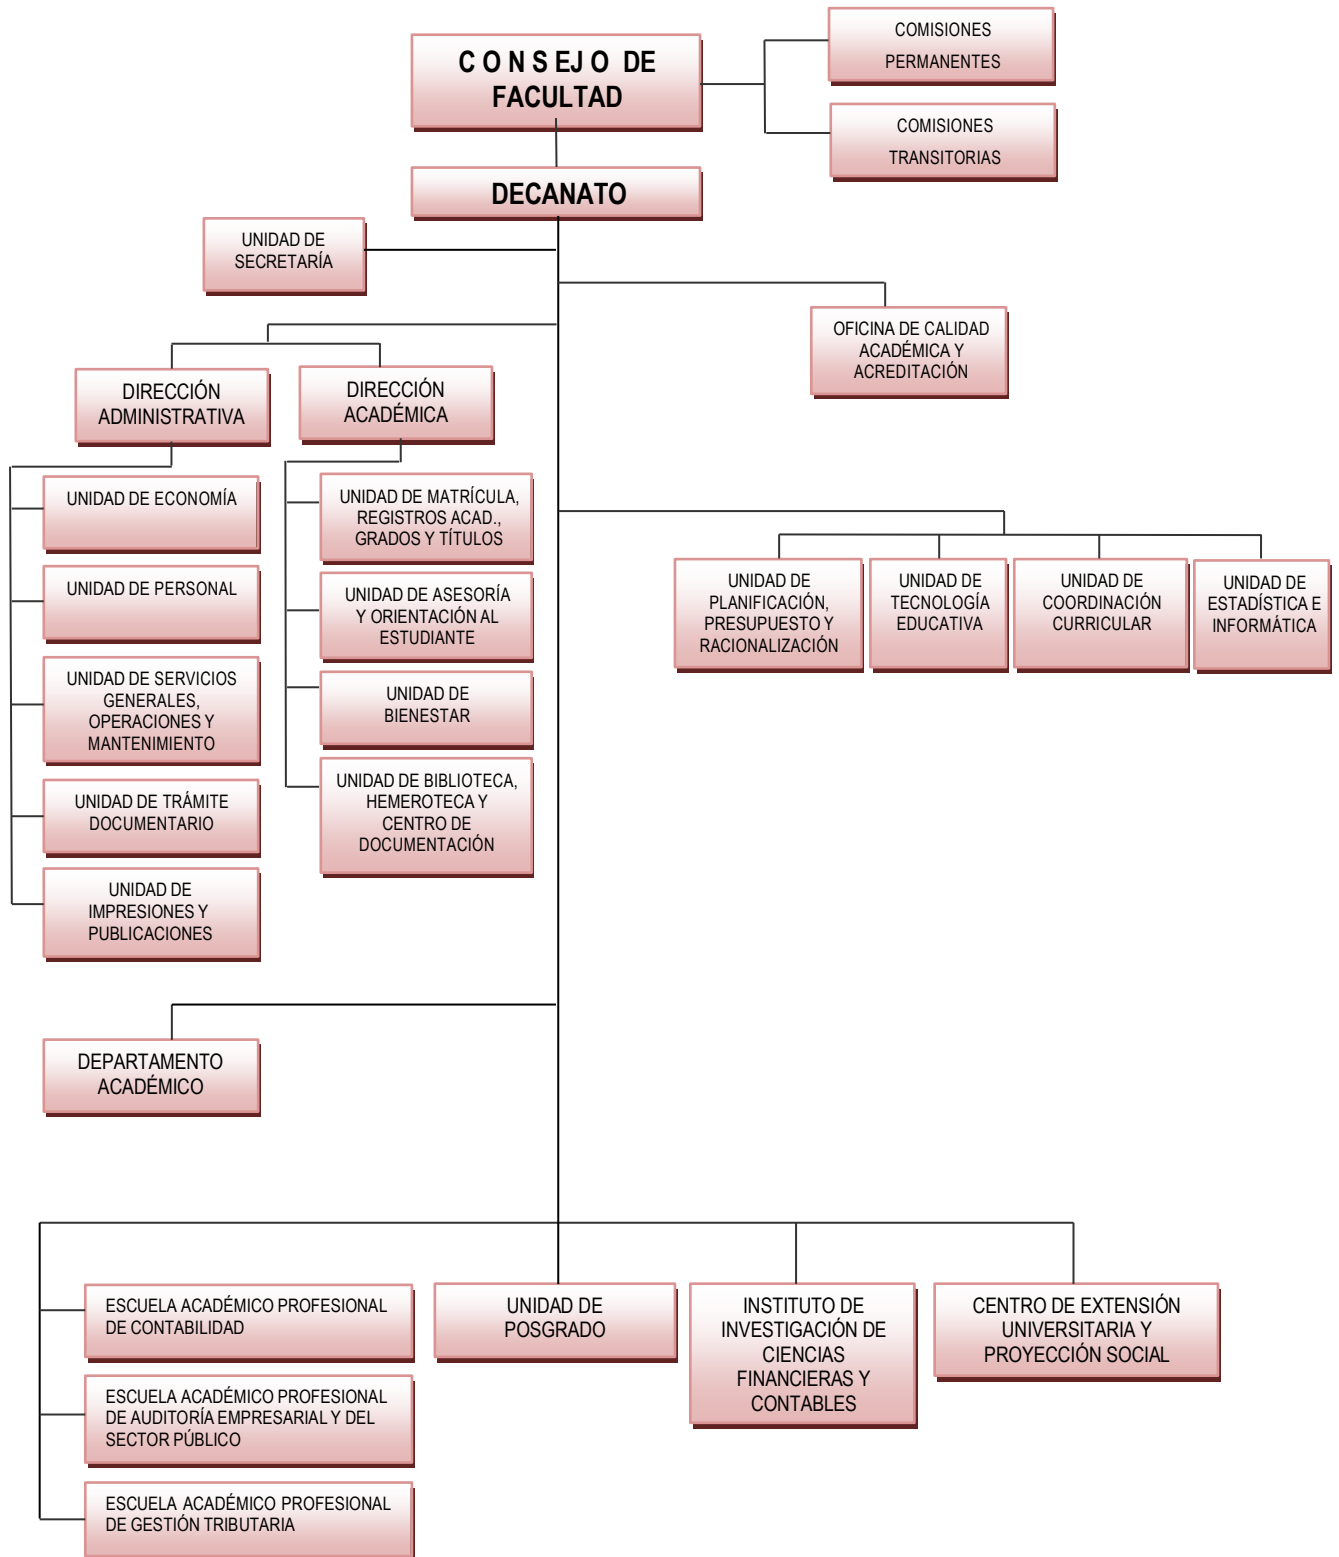 C O N S EJ O DE
FACULTAD
COMISIONES
PERMANENTES
COMISIONES
TRANSITORIAS
DECANATO
UNIDAD DE
SECRETARÍA
OFICINA DE CALIDAD
ACADÉMICA Y
ACREDITACIÓN
DIRECCIÓN
ADMINISTRATIVA
DIRECCIÓN
ACADÉMICA
UNIDAD DE ECONOMÍA
UNIDAD DE PERSONAL
UNIDAD DE SERVICIOS
GENERALES,
OPERACIONES Y
MANTENIMIENTO
UNIDAD DE TRÁMITE
DOCUMENTARIO
UNIDAD DE
IMPRESIONES Y
PUBLICACIONES
UNIDAD DE MATRÍCULA,
REGISTROS ACAD.,
GRADOS Y TÍTULOS
UNIDAD DE ASESORÍA
Y ORIENTACIÓN AL
ESTUDIANTE
UNIDAD DE
BIENESTAR
UNIDAD DE BIBLIOTECA,
HEMEROTECA Y
CENTRO DE
DOCUMENTACIÓN
UNIDAD DE
PLANIFICACIÓN,
PRESUPUESTO Y
RACIONALIZACIÓN
UNIDAD DE
TECNOLOGÍA
EDUCATIVA
UNIDAD DE
COORDINACIÓN
CURRICULAR
UNIDAD DE
ESTADÍSTICA E
INFORMÁTICA
DEPARTAMENTO
ACADÉMICO
ESCUELA ACADÉMICO PROFESIONAL
DE CONTABILIDAD
ESCUELA ACADÉMICO PROFESIONAL
DE AUDITORÍA EMPRESARIAL Y DEL
SECTOR PÚBLICO
ESCUELA ACADÉMICO PROFESIONAL
DE GESTIÓN TRIBUTARIA
UNIDAD DE
POSGRADO
INSTITUTO DE
INVESTIGACIÓN DE
CIENCIAS
FINANCIERAS Y
CONTABLES
CENTRO DE EXTENSIÓN
UNIVERSITARIA Y
PROYECCIÓN SOCIAL